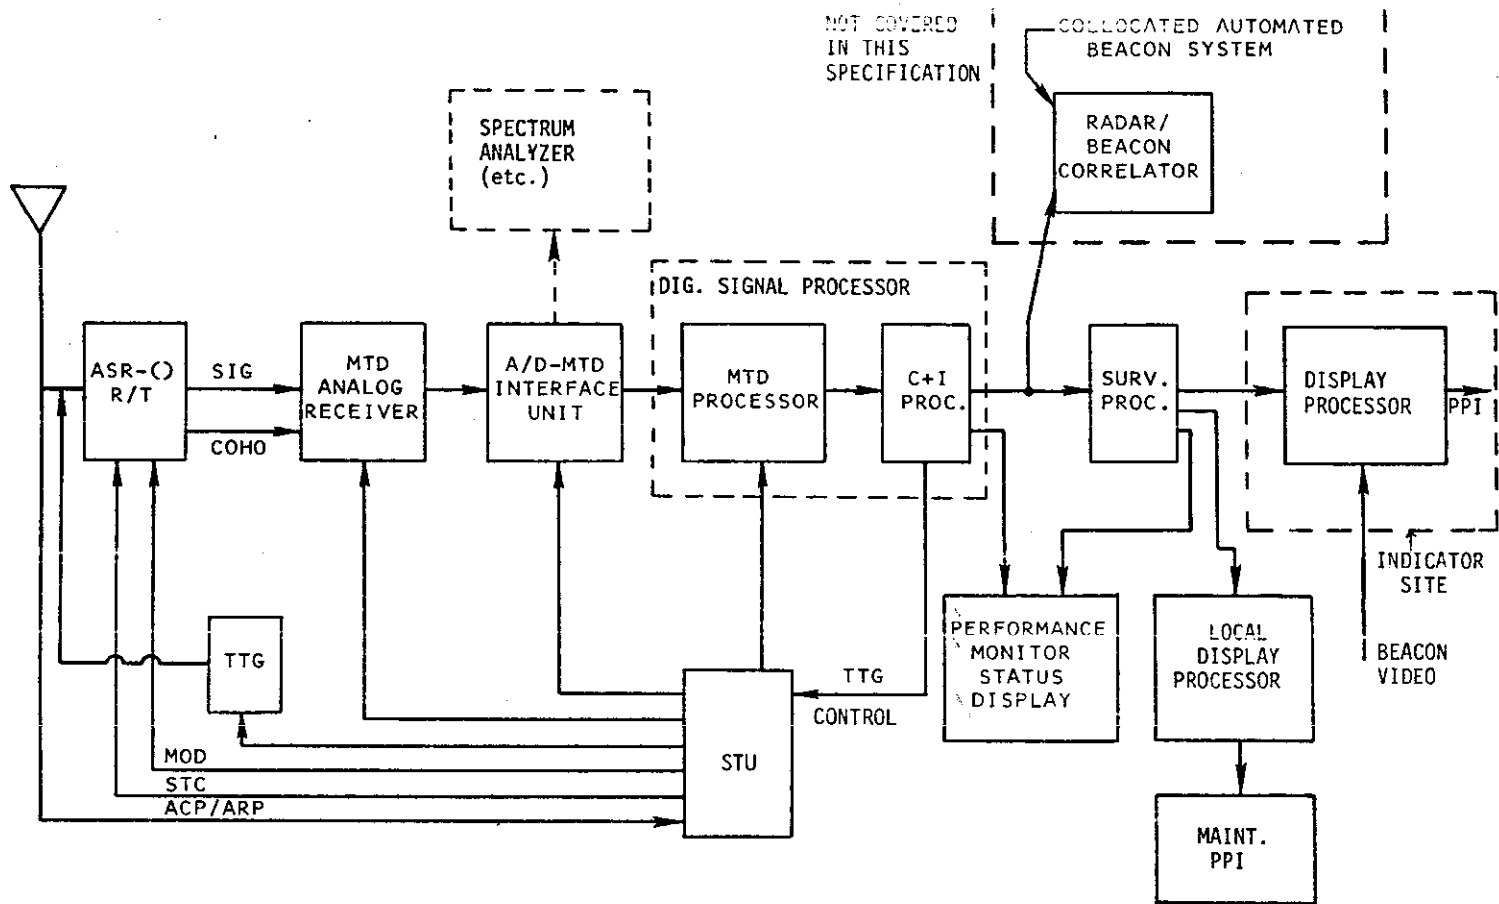 NOT COVERED
IN THIS
SPECIFICATION
COLLOCATED AUTOMATED
BEACON SYSTEM
RADAR/
BEACON
CORRELATOR
SPECTRUM
ANALYZER
(etc.)
DIG. SIGNAL PROCESSOR
ASR-()
R/T
SIG
COHO
MTD
ANALOG
RECEIVER
A/D-MTD
INTERFACE
UNIT
MTD
PROCESSOR
C+I
PROC.
SURV.
PROC.
DISPLAY
PROCESSOR
PPI
INDICATOR
SITE
BEACON
VIDEO
TTG
PERFORMANCE
MONITOR
STATUS
DISPLAY
LOCAL
DISPLAY
PROCESSOR
TTG
CONTROL
STU
MOD
STC
ACP/ARP
MAINT.
PPI